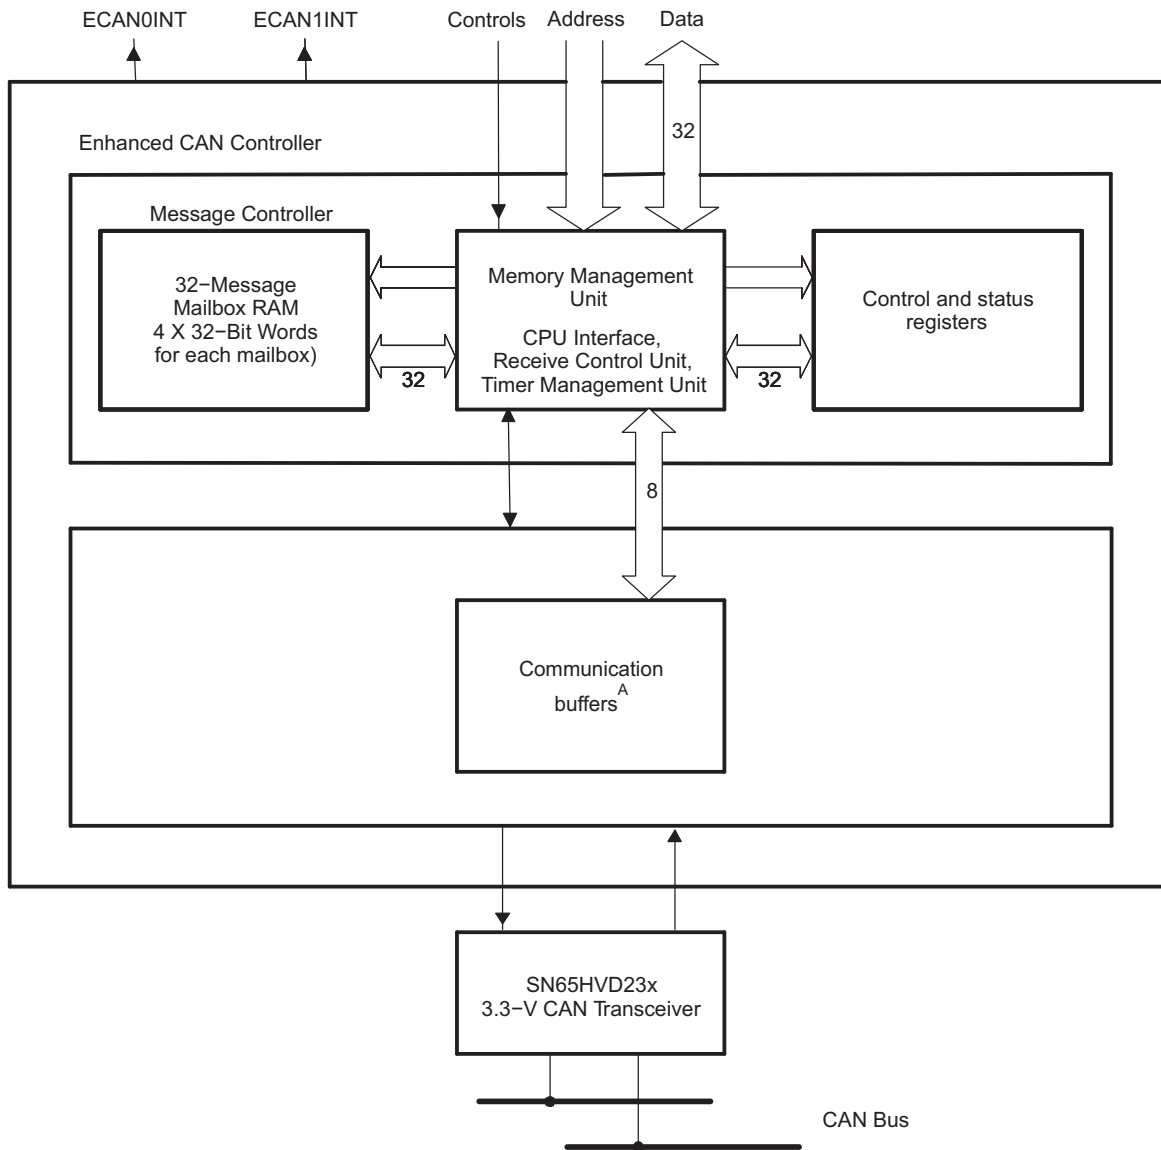 ECAN0INT ECAN1INT Controls Address Data
32
Enhanced CAN Controller
Message Controller
32−Message
Mailbox RAM
4 X 32−Bit Words
for each mailbox)
32
Memory Management
Unit
CPU Interface,
Receive Control Unit,
Timer Management Unit
32
Control and status
registers
8
Communication
buffers A
SN65HVD23x
3.3−V CAN Transceiver
CAN Bus